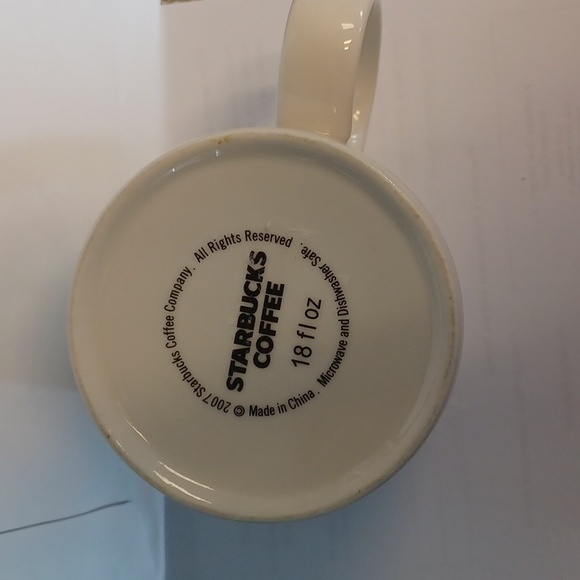 STARBUCKS
COFFEE
18 fl oz
© 2007 Starbucks Coffee Company. All Rights Reserved. Microwave and Dishwasher Safe. Made in China.